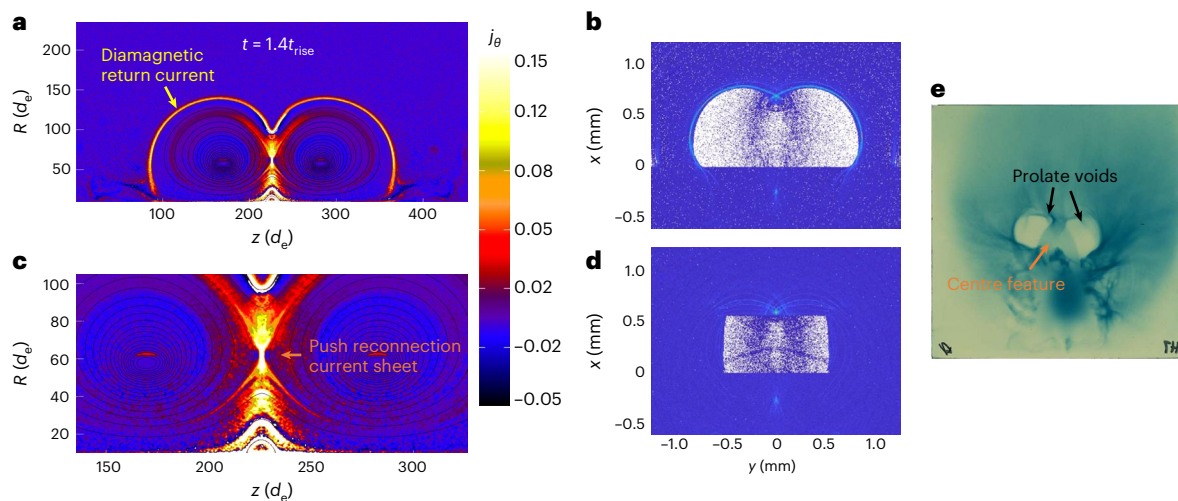 a
t = 1.4t_rise
Diamagnetic
return current
R (d_e)
200
150
100
50
100
200
300
400
z (d_e)
j_θ
0.15
0.12
0.08
0.05
0.02
−0.02
−0.05
b
x (mm)
1.0
0.5
0
−0.5
c
Push reconnection
current sheet
R (d_e)
100
80
60
40
20
150
200
250
300
z (d_e)
d
x (mm)
1.0
0.5
0
−0.5
−1.0
−0.5
0
0.5
1.0
y (mm)
e
Prolate voids
Centre feature